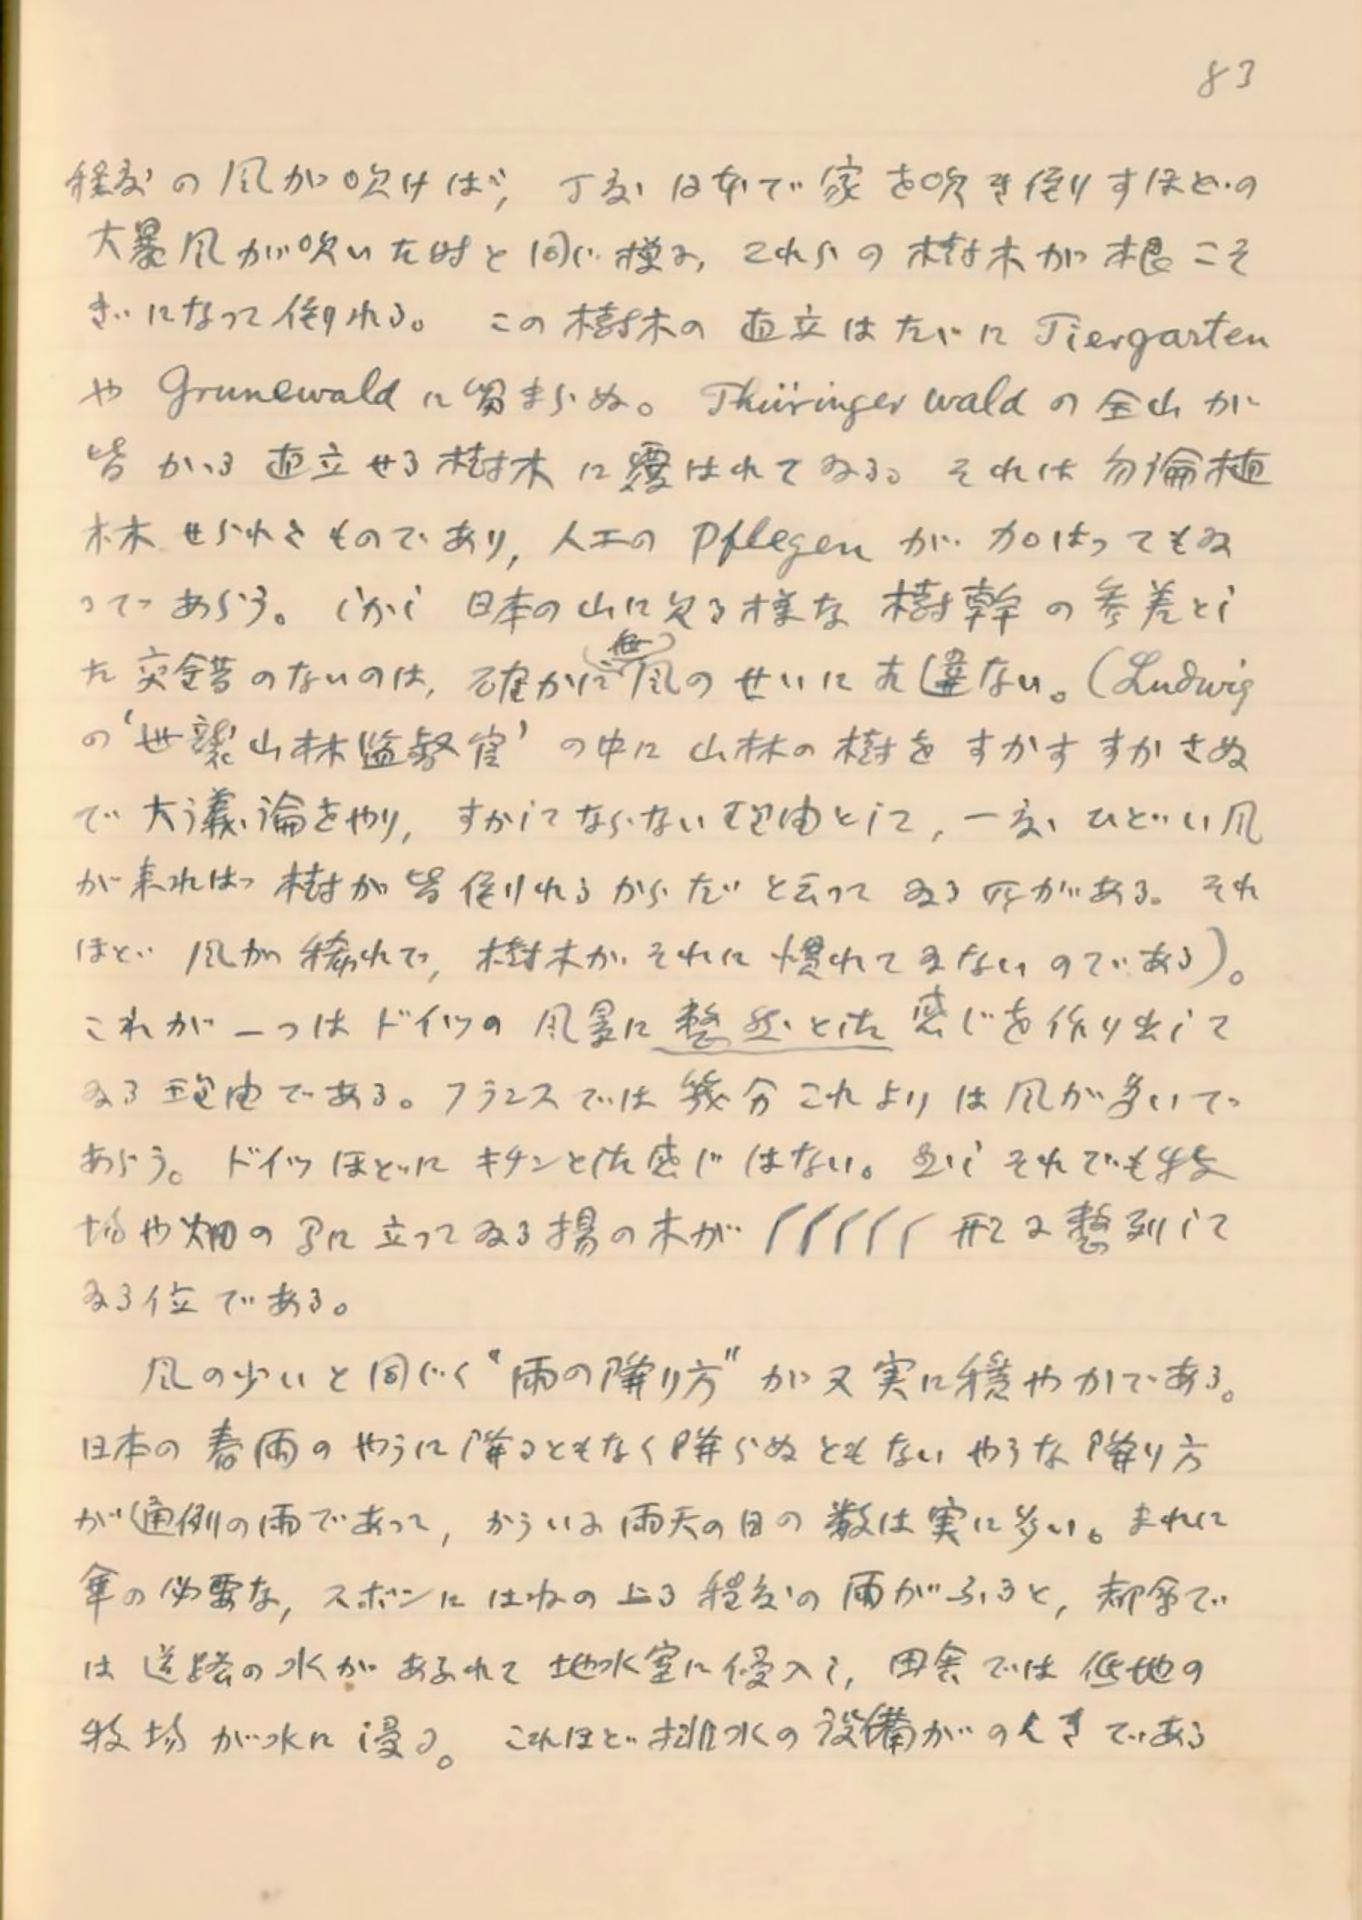 83
程度の風が吹けば、丁度日本で家を吹き倒すほどの
大暴風が吹いた時と同じ様に、これらの樹木が根こそ
ぎになって倒れる。 この樹木の直立はたゞに Tiergarten
や Grunewald に留まらぬ。 Thüringer wald の全山が
皆かゝる直立せる樹木に覆はれてゐる。それは勿論植
林せられたものであり、人工の Pflegen が加はってもゐ
るであらう。しかし日本の山に見る様な樹幹の参差とし
た交錯のないのは、確かに無風のせいに相違ない。(Ludwig
の‘世襲山林監督官’の中に山林の樹をすかすすかさぬ
で大議論をやり、すかしてならない理由として、一度ひどい風
が来れば樹が皆倒れるからだと云ってゐる所がある。それ
ほど風が稀れで、樹木がそれに慣れてゐないのである)。
これが一つはドイツの風景に整然とした感じを作り出して
ゐる理由である。フランスでは幾分これよりは風が多いで
あらう。ドイツほどにキチンとした感じはない。併しそれでも牧
場や畑の間に立ってゐる楊の木が ///// 形に整列して
ゐる位である。
風の少いと同じく“雨の降り方”が又実に穏やかである。
日本の春雨のやうに降るともなく降らぬともないやうな降り方
が通例の雨であって、かういふ雨天の日の数は実に多い。まれに
傘の必要な、ズボンにはねの上る程度の雨がふると、都会で
は道路の水があふれて地下室に侵入し、田舎では低地の
牧場が水に浸る。 これほど排水の設備がのんきである